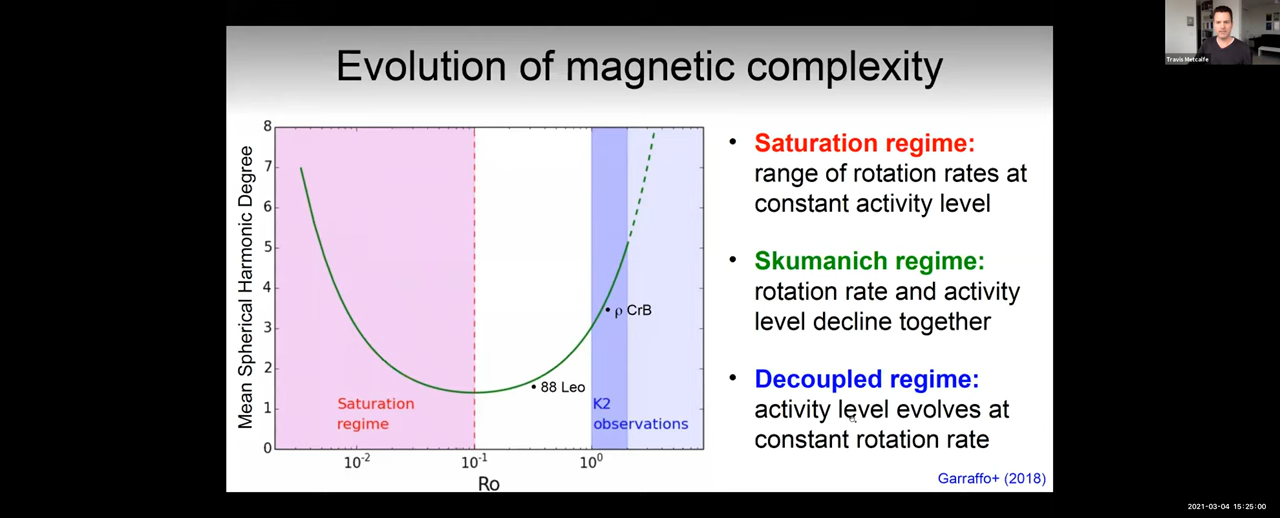 Travis Metcalfe
Evolution of magnetic complexity
Mean Spherical Harmonic Degree
8
7
6
5
4
3
2
1
0
10⁻²
10⁻¹
10⁰
Ro
Saturation
regime
88 Leo
ρ CrB
K2
observations
• Saturation regime:
range of rotation rates at
constant activity level
• Skumanich regime:
rotation rate and activity
level decline together
• Decoupled regime:
activity level evolves at
constant rotation rate
Garraffo+ (2018)
2021-03-04 15:25:00